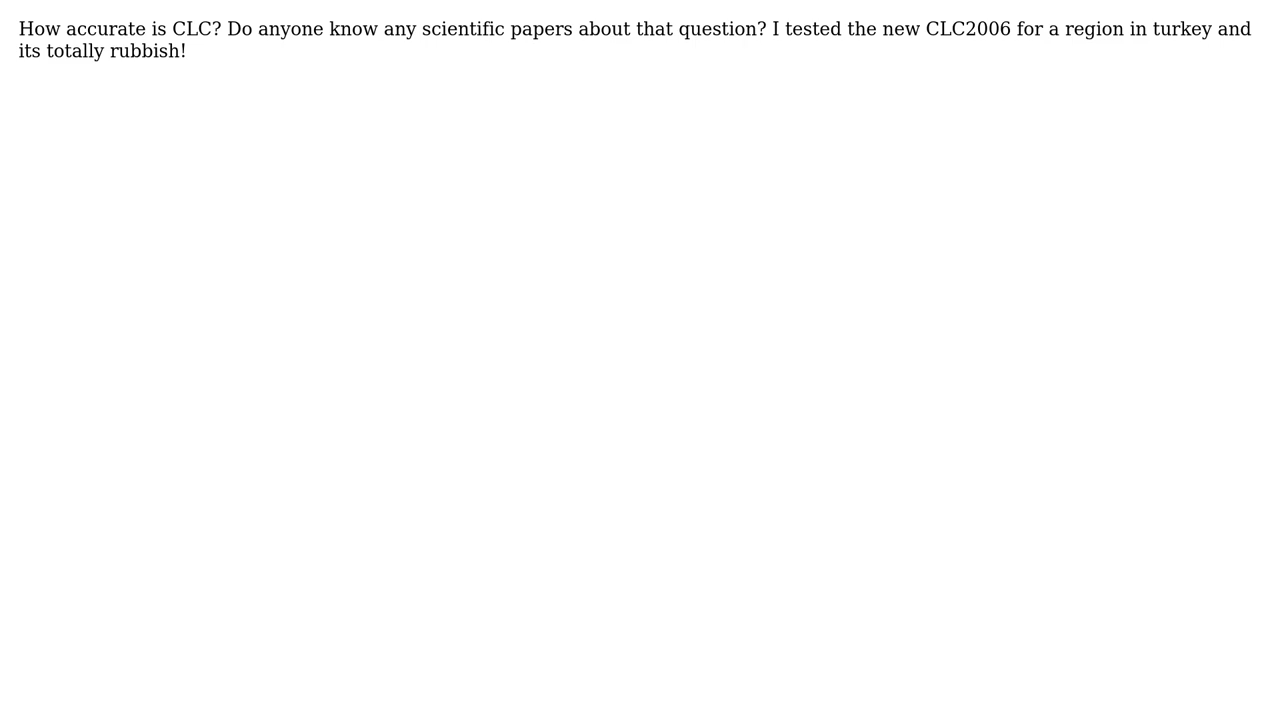 How accurate is CLC? Do anyone know any scientific papers about that question? I tested the new CLC2006 for a region in turkey and
its totally rubbish!